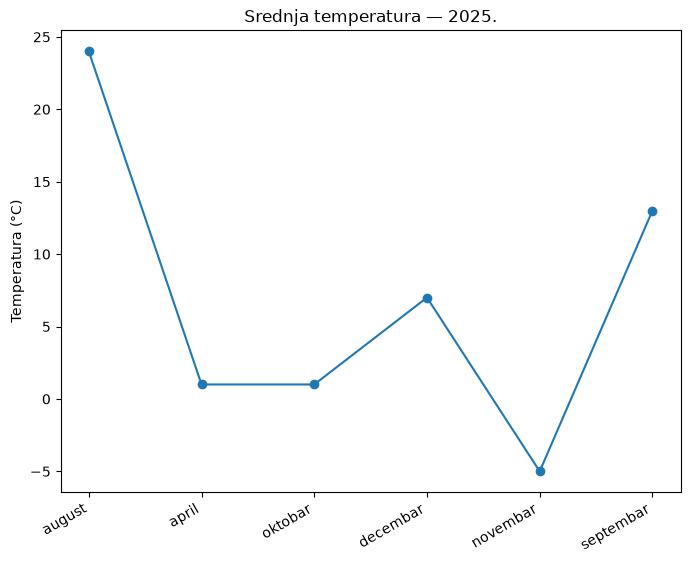 Srednja temperatura — 2025.
Temperatura (°C)
25
20
15
10
5
0
−5
august
april
oktobar
decembar
novembar
septembar